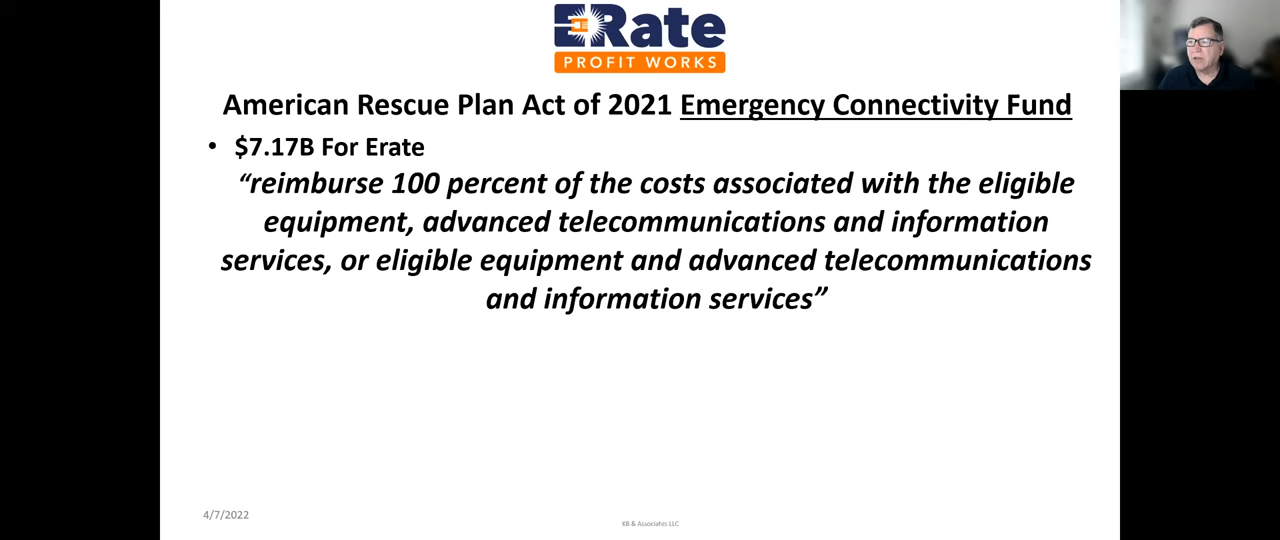 ERate
PROFIT WORKS
American Rescue Plan Act of 2021 Emergency Connectivity Fund
• $7.17B For Erate
“reimburse 100 percent of the costs associated with the eligible
equipment, advanced telecommunications and information
services, or eligible equipment and advanced telecommunications
and information services”
4/7/2022
KB & Associates LLC